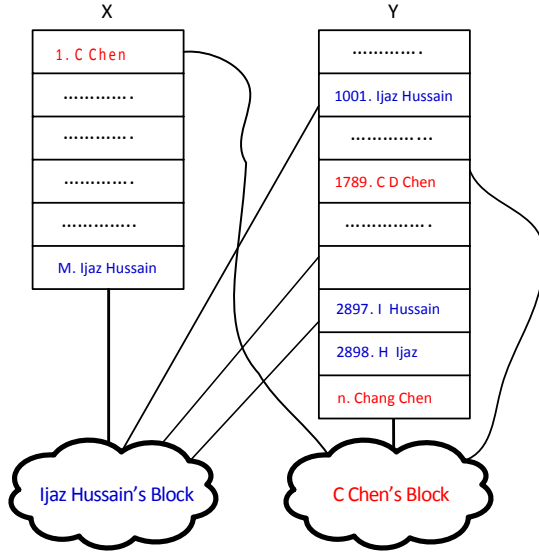 X
1. C Chen
………….
………….
………….
…………..
M. Ijaz Hussain
Y
………….
1001. Ijaz Hussain
…………...
1789. C D Chen
…………….
2897. I Hussain
2898. H Ijaz
n. Chang Chen
Ijaz Hussain's Block
C Chen's Block